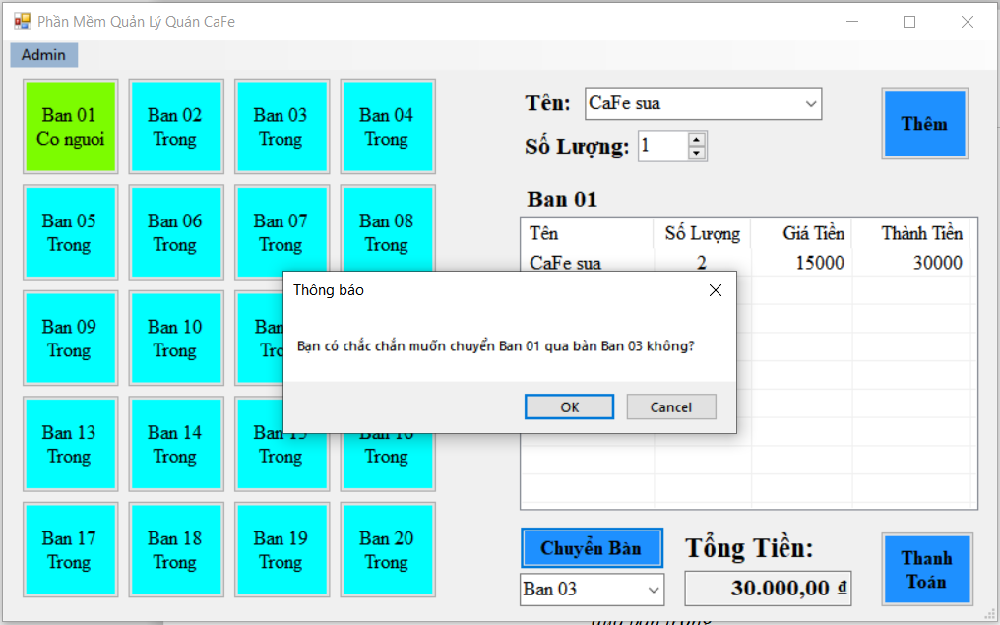 Phần Mềm Quản Lý Quán CaFe
Admin
Ban 01
Co nguoi
Ban 02
Trong
Ban 03
Trong
Ban 04
Trong
Tên:
CaFe sua
Số Lượng:
1
Thêm
Ban 05
Trong
Ban 06
Trong
Ban 07
Trong
Ban 08
Trong
Ban 01
Tên Số Lượng Giá Tiền Thành Tiền
CaFe sua 2 15000 30000
Thông báo
Bạn có chắc chắn muốn chuyển Ban 01 qua bàn Ban 03 không?
OK
Cancel
Ban 09
Trong
Ban 10
Trong
Ban
Ban 13
Trong
Ban 14
Trong
Ban 15
Trong
Ban 16
Trong
Ban 17
Trong
Ban 18
Trong
Ban 19
Trong
Ban 20
Trong
Chuyển Bàn
Ban 03
Tổng Tiền:
30.000,00 ₫
Thanh
Toán